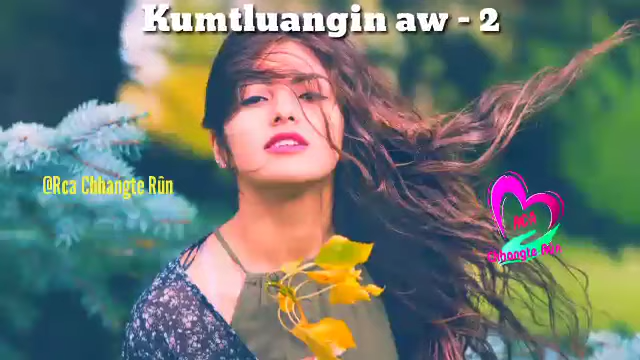 Kumtluangin aw - 2
@Rca Chhangte Rûn
RCA
Chhangte Rûn